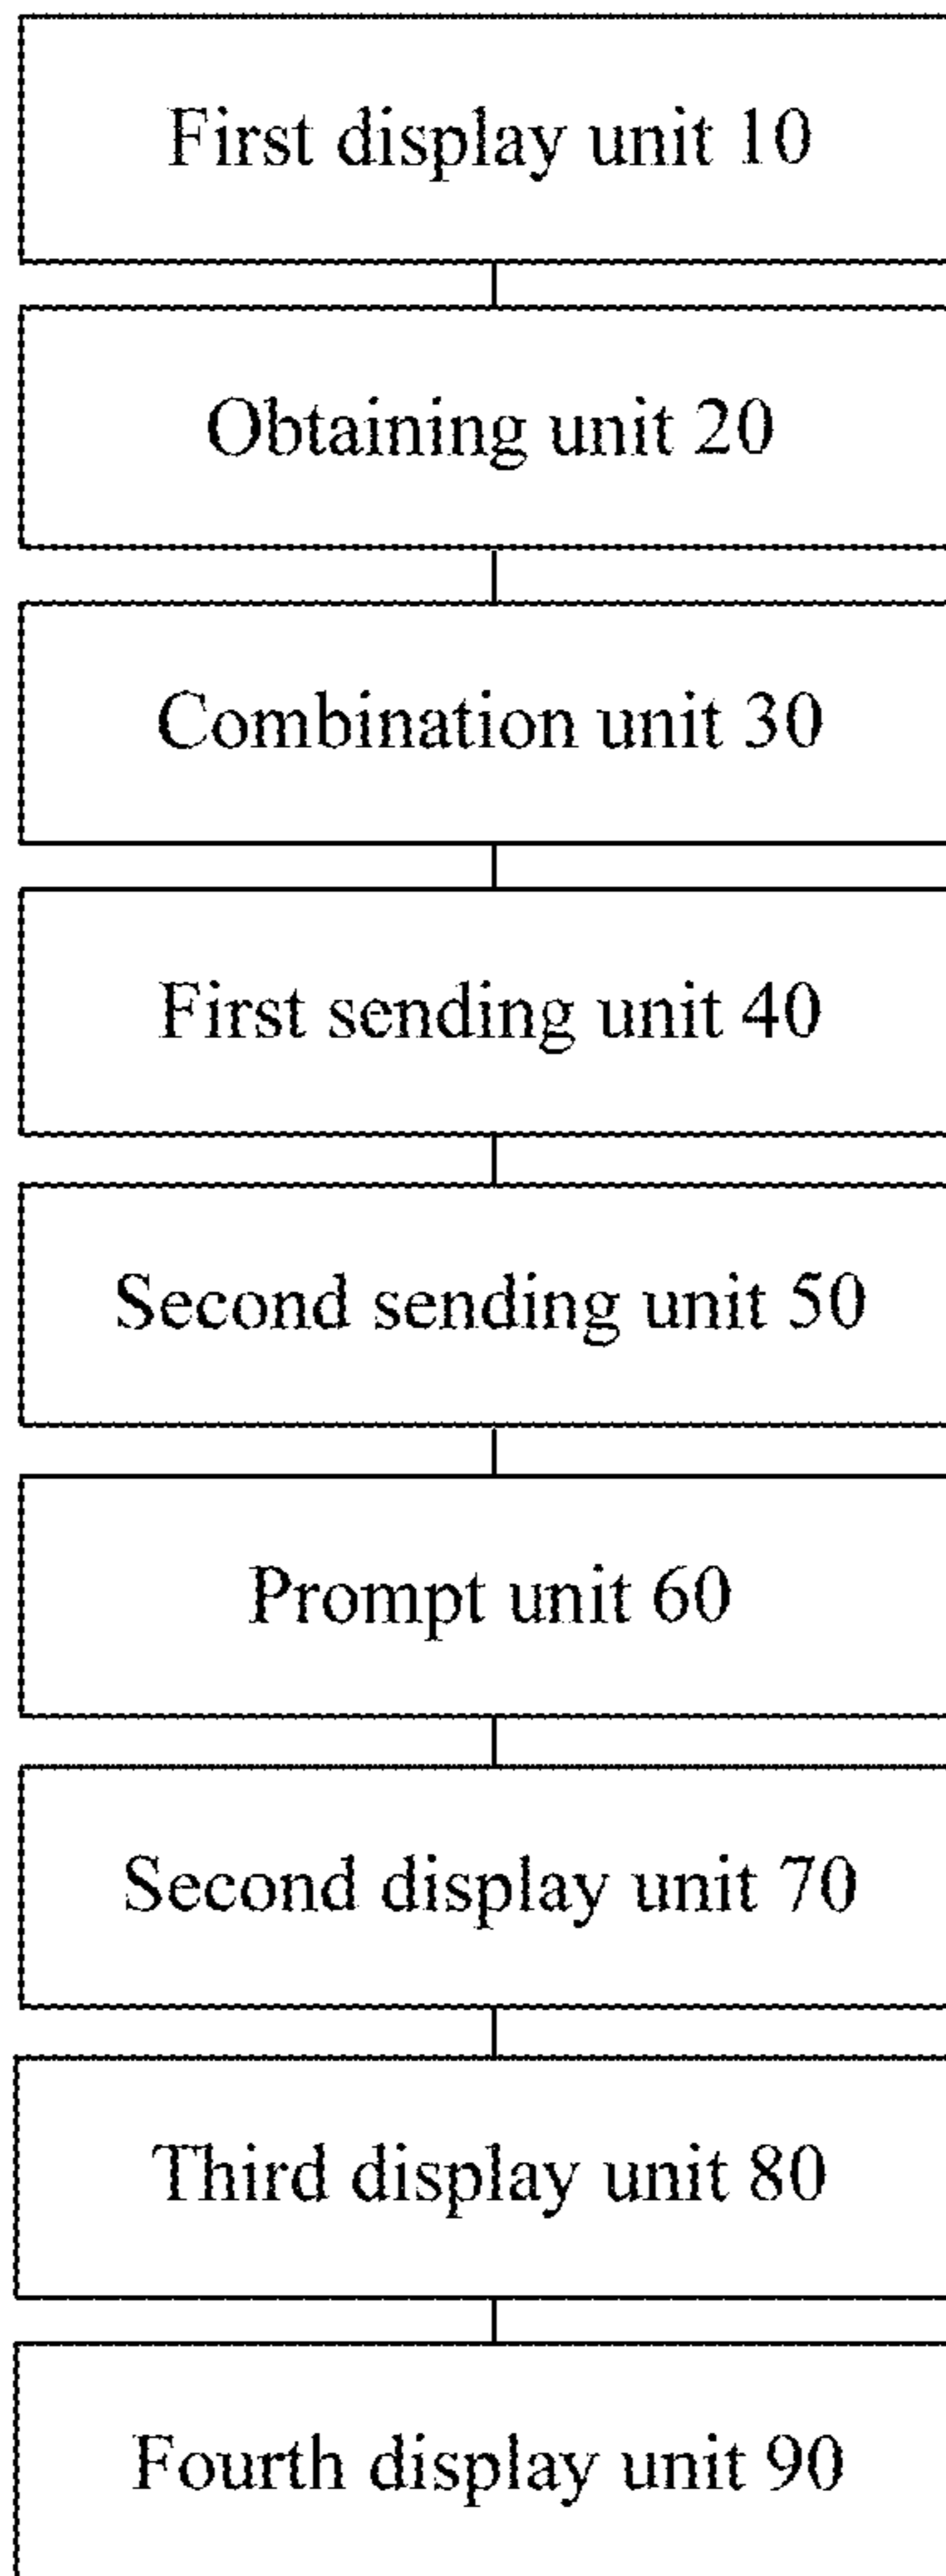 First display unit 10
Obtaining unit 20
Combination unit 30
First sending unit 40
Second sending unit 50
Prompt unit 60
Second display unit 70
Third display unit 80
Fourth display unit 90